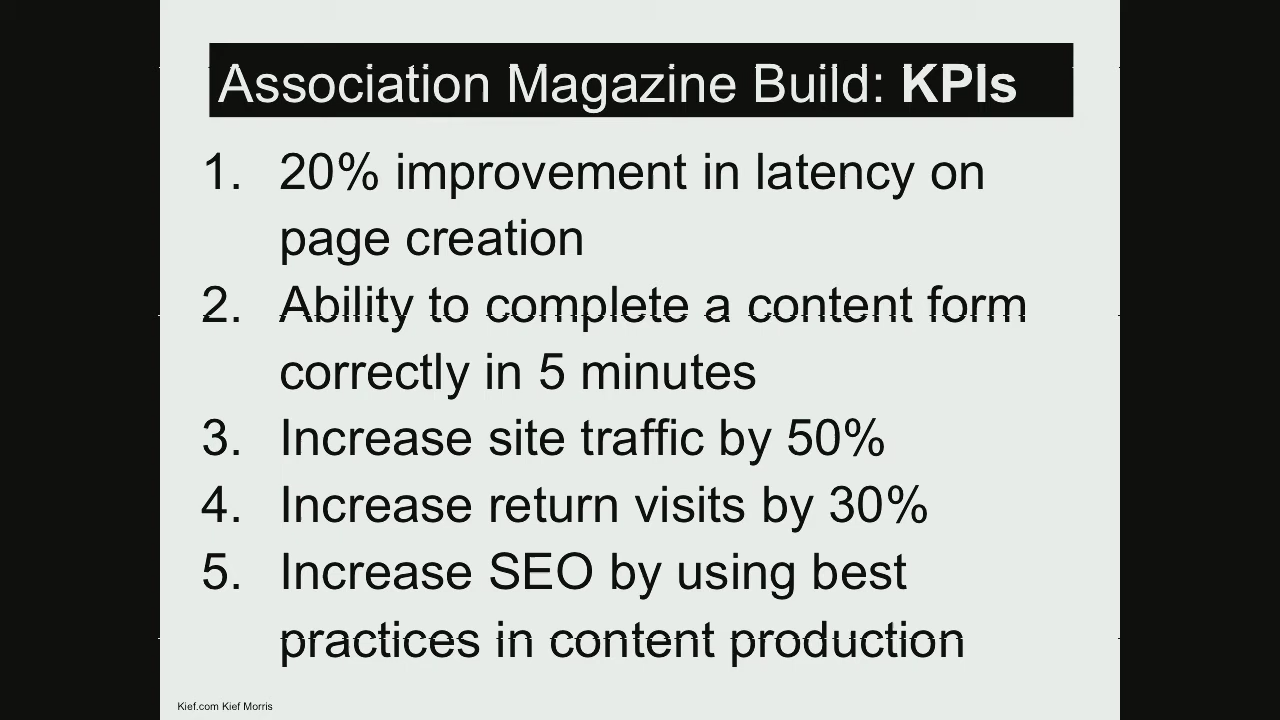 Association Magazine Build: KPIs
1. 20% improvement in latency on
page creation
2. Ability to complete a content form
correctly in 5 minutes
3. Increase site traffic by 50%
4. Increase return visits by 30%
5. Increase SEO by using best
practices in content production
Kief.com Kief Morris